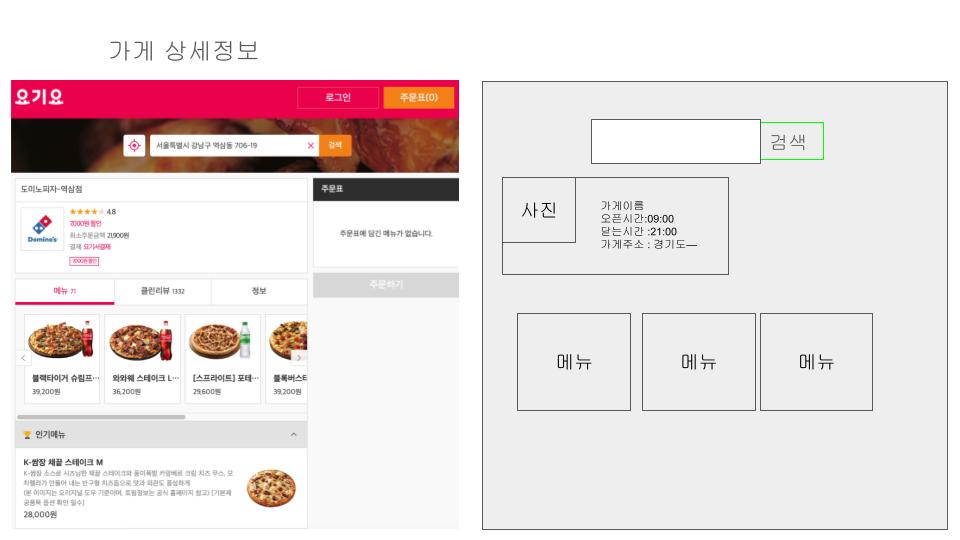 가게 상세정보
요기요
로그인
주문표(0)
서울특별시 강남구 역삼동 706-19
검색
도미노피자-역삼점
주문표
4.8
7,000원 할인
최소주문금액 21,900원
결제 요기서결제
7000원할인
Domino's
주문표에 담긴 메뉴가 없습니다.
주문하기
메뉴 71
클린리뷰 1332
정보
블랙타이거 슈림프···
와와웨 스테이크 L···
[스프라이트] 포테···
블록버스터
39,200원
36,200원
29,600원
39,200원
인기메뉴
K-쌈장 채끝 스테이크 M
K-쌈장 소스로 시즈닝한 채끝 스테이크와 풍미폭발 카망베르 크림 치즈 무스, 모
차렐라가 만들어 내는 반구형 치즈돔으로 맛과 외관도 풍성하게
(본 이미지는 오리지널 도우 기준이며, 토핑정보는 공식 홈페이지 참고) [기본제
공품목 옵션 확인 필수]
28,000원
검색
사진
가게이름
오픈시간:09:00
닫는시간 :21:00
가게주소 : 경기도—
메뉴
메뉴
메뉴